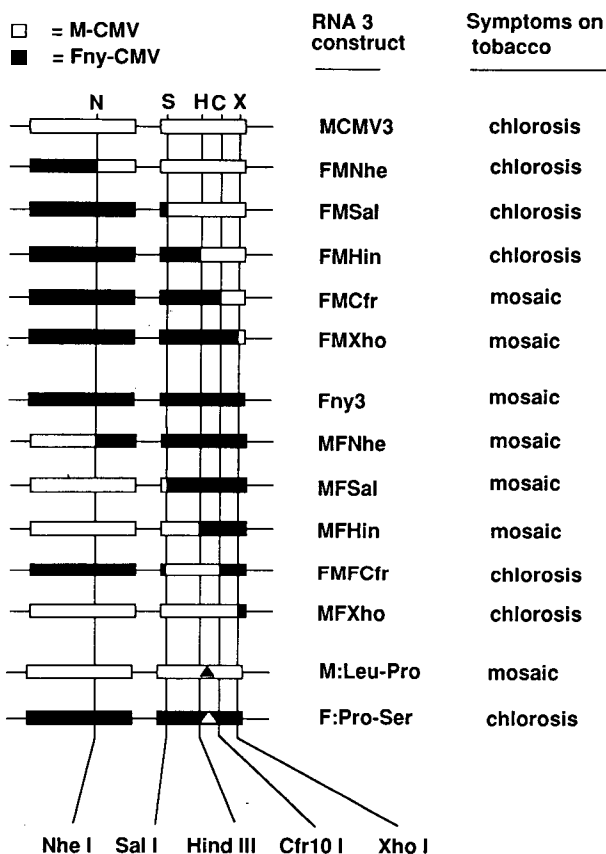 RNA 3 construct
Symptoms on tobacco
= M-CMV
= Fny-CMV
N S H C X
MCMV3 chlorosis
FMNhe chlorosis
FMSal chlorosis
FMHin chlorosis
FMCfr mosaic
FMXho mosaic
Fny3 mosaic
MFNhe mosaic
MFSal mosaic
MFHin mosaic
FMFCfr chlorosis
MFXho chlorosis
M:Leu-Pro mosaic
F:Pro-Ser chlorosis
Nhe I Sal I Hind III Cfr10 I Xho I